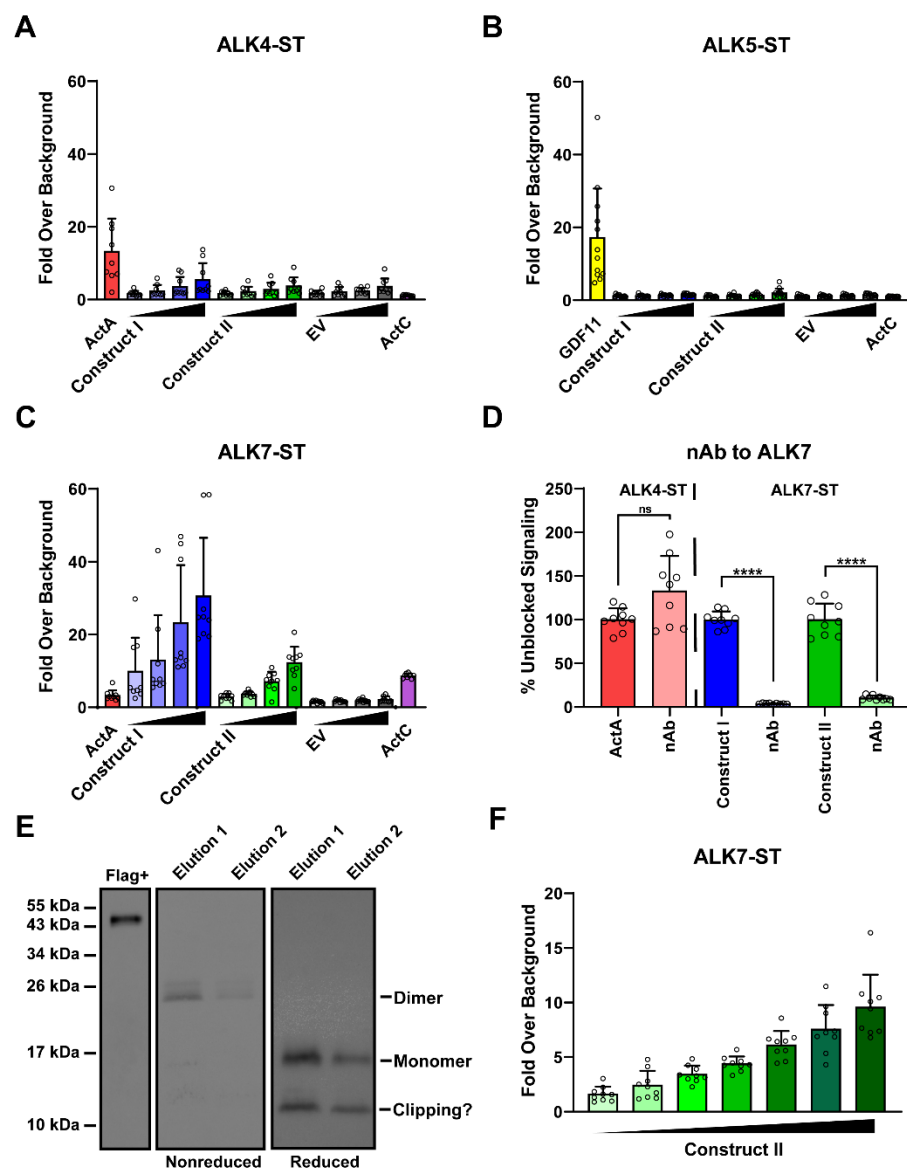 A
ALK4-ST
Fold Over Background
60
40
20
0
ActA
Construct I
Construct II
EV
ActC
B
ALK5-ST
Fold Over Background
60
40
20
0
GDF11
Construct I
Construct II
EV
ActC
C
ALK7-ST
Fold Over Background
60
40
20
0
ActA
Construct I
Construct II
EV
ActC
D
nAb to ALK7
ALK4-ST
ALK7-ST
ns
****
****
% Unblocked Signaling
250
200
150
100
50
0
ActA
nAb
Construct I
nAb
Construct II
nAb
E
Flag+
Elution 1
Elution 2
Elution 1
Elution 2
55 kDa
43 kDa
34 kDa
26 kDa
17 kDa
10 kDa
Dimer
Monomer
Clipping?
Nonreduced
Reduced
F
ALK7-ST
Fold Over Background
20
15
10
5
0
Construct II